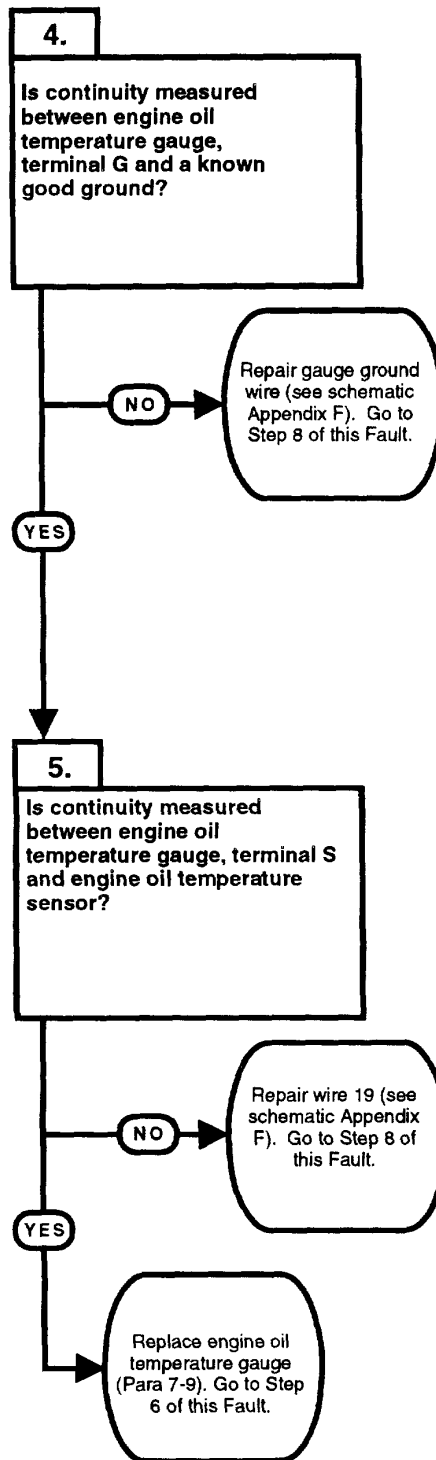 4.
Is continuity measured
between engine oil
temperature gauge,
terminal G and a known
good ground?
NO
Repair gauge ground
wire (see schematic
Appendix F). Go to
Step 8 of this Fault.
YES
5.
Is continuity measured
between engine oil
temperature gauge, terminal S
and engine oil temperature
sensor?
NO
Repair wire 19 (see
schematic Appendix
F). Go to Step 8 of
this Fault.
YES
Replace engine oil
temperature gauge
(Para 7-9). Go to Step
6 of this Fault.